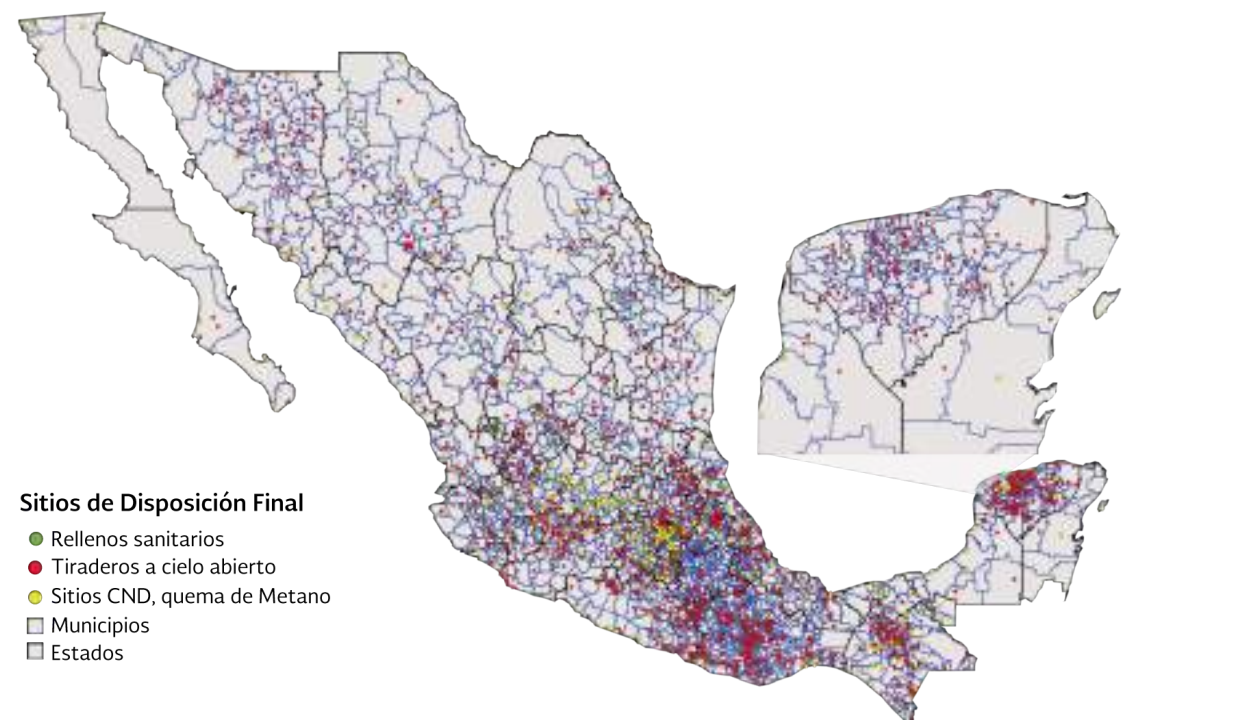 Sitios de Disposición Final
Rellenos sanitarios
Tiraderos a cielo abierto
Sitios CND, quema de Metano
Municipios
Estados